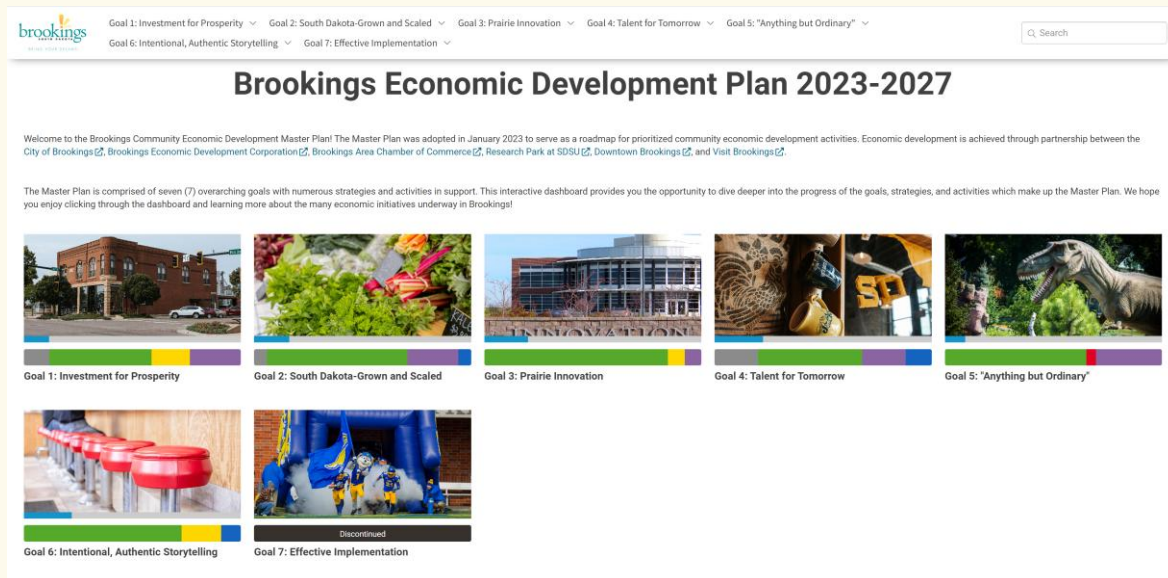 brookings
SOUTH DAKOTA
BRING YOUR DREAMS
Goal 1: Investment for Prosperity
Goal 2: South Dakota-Grown and Scaled
Goal 3: Prairie Innovation
Goal 4: Talent for Tomorrow
Goal 5: "Anything but Ordinary"
Goal 6: Intentional, Authentic Storytelling
Goal 7: Effective Implementation
Search
Brookings Economic Development Plan 2023-2027
Welcome to the Brookings Community Economic Development Master Plan! The Master Plan was adopted in January 2023 to serve as a roadmap for prioritized community economic development activities. Economic development is achieved through partnership between the
City of Brookings, Brookings Economic Development Corporation, Brookings Area Chamber of Commerce, Research Park at SDSU, Downtown Brookings, and Visit Brookings.
The Master Plan is comprised of seven (7) overarching goals with numerous strategies and activities in support. This interactive dashboard provides you the opportunity to dive deeper into the progress of the goals, strategies, and activities which make up the Master Plan. We hope
you enjoy clicking through the dashboard and learning more about the many economic initiatives underway in Brookings!
KALE
INNOVATION
SD
Goal 1: Investment for Prosperity
Goal 2: South Dakota-Grown and Scaled
Goal 3: Prairie Innovation
Goal 4: Talent for Tomorrow
Goal 5: "Anything but Ordinary"
Discontinued
Goal 6: Intentional, Authentic Storytelling
Goal 7: Effective Implementation